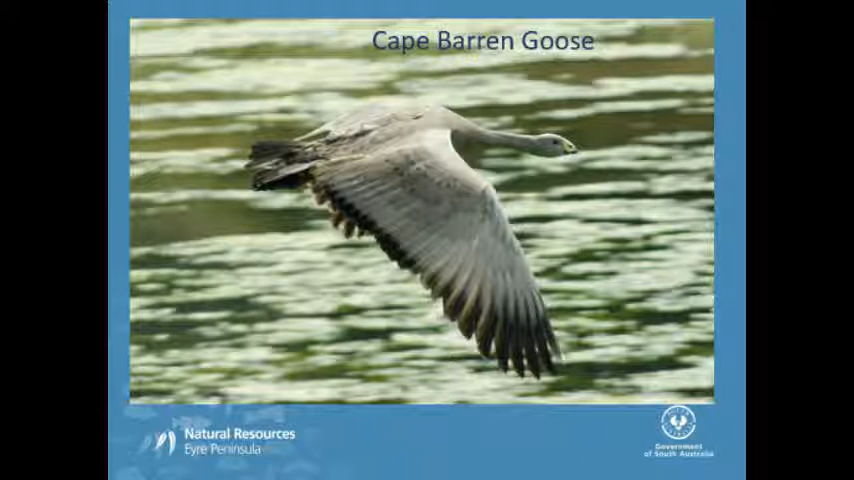 Cape Barren Goose
Natural Resources
Eyre Peninsula
Government
of South Australia